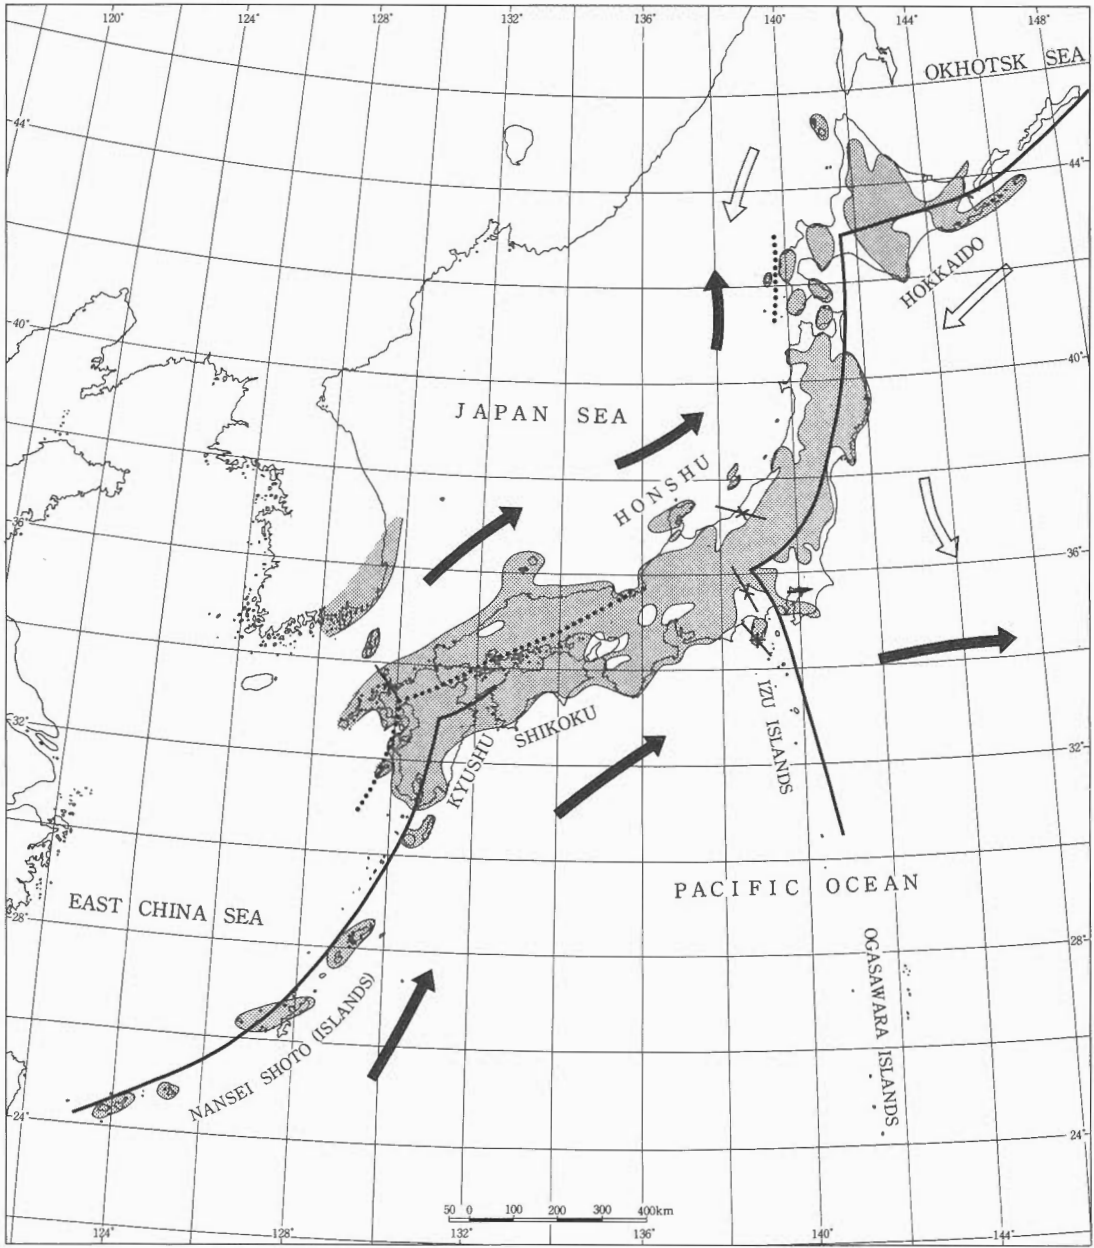 120° 124° 128° 132° 136° 140° 144° 148°
OKHOTSK SEA
44°
44°
HOKKAIDO
40°
40°
JAPAN SEA
HONSHU
36°
36°
IZU ISLANDS
SHIKOKU
KYUSHU
32°
32°
PACIFIC OCEAN
EAST CHINA SEA
28°
28°
OGASAWARA ISLANDS
NANSEI SHOTO (ISLANDS)
24°
24°
50 0 100 200 300 400km
124° 128° 132° 136° 140° 144°